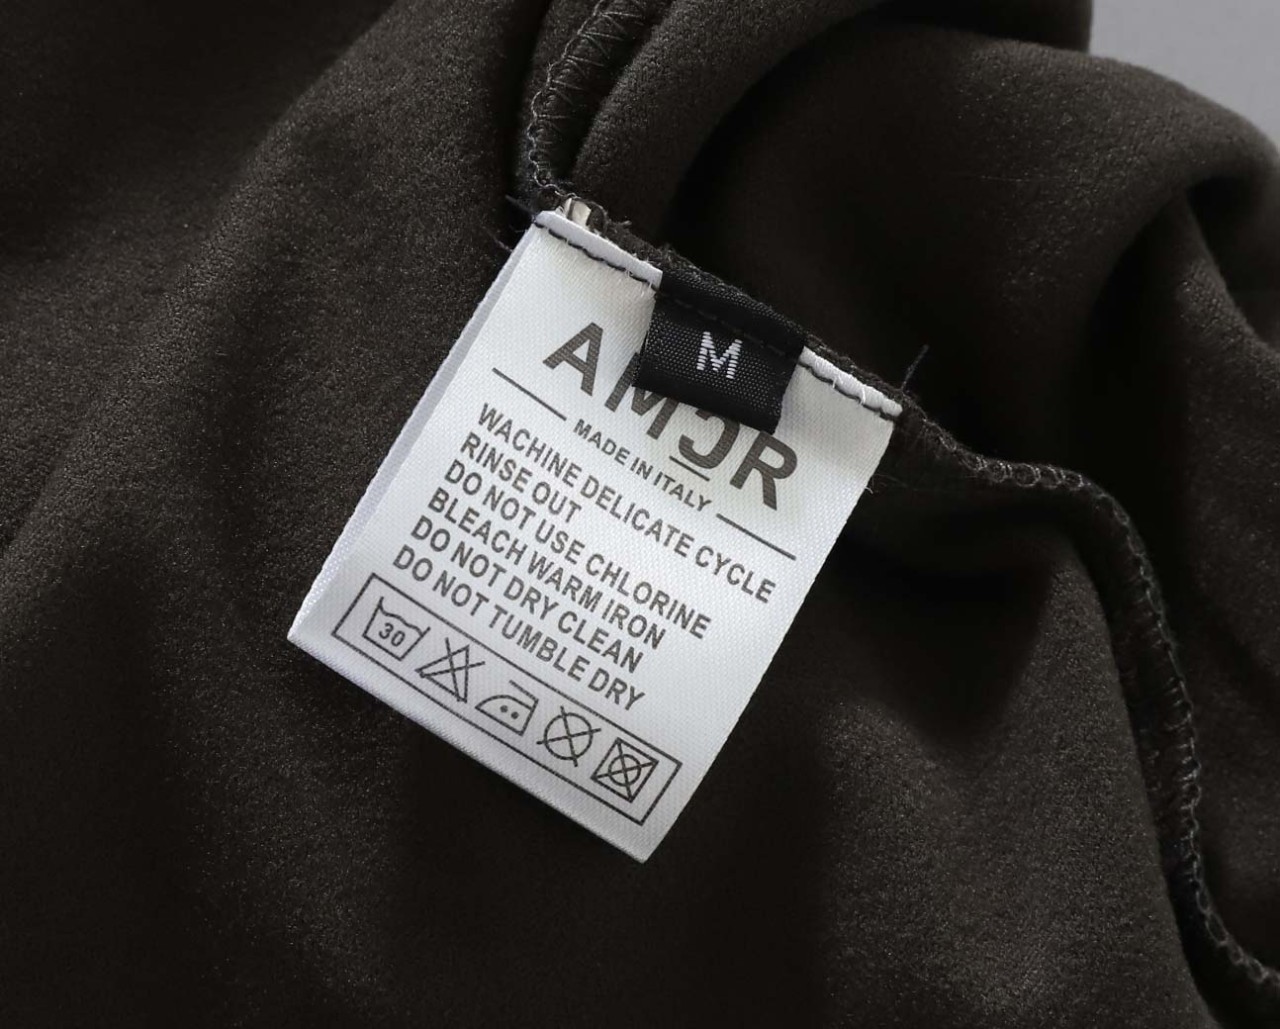 M
AMƆR
MADE IN ITALY
WACHINE DELICATE CYCLE
RINSE OUT
DO NOT USE CHLORINE
BLEACH WARM IRON
DO NOT DRY CLEAN
DO NOT TUMBLE DRY
30